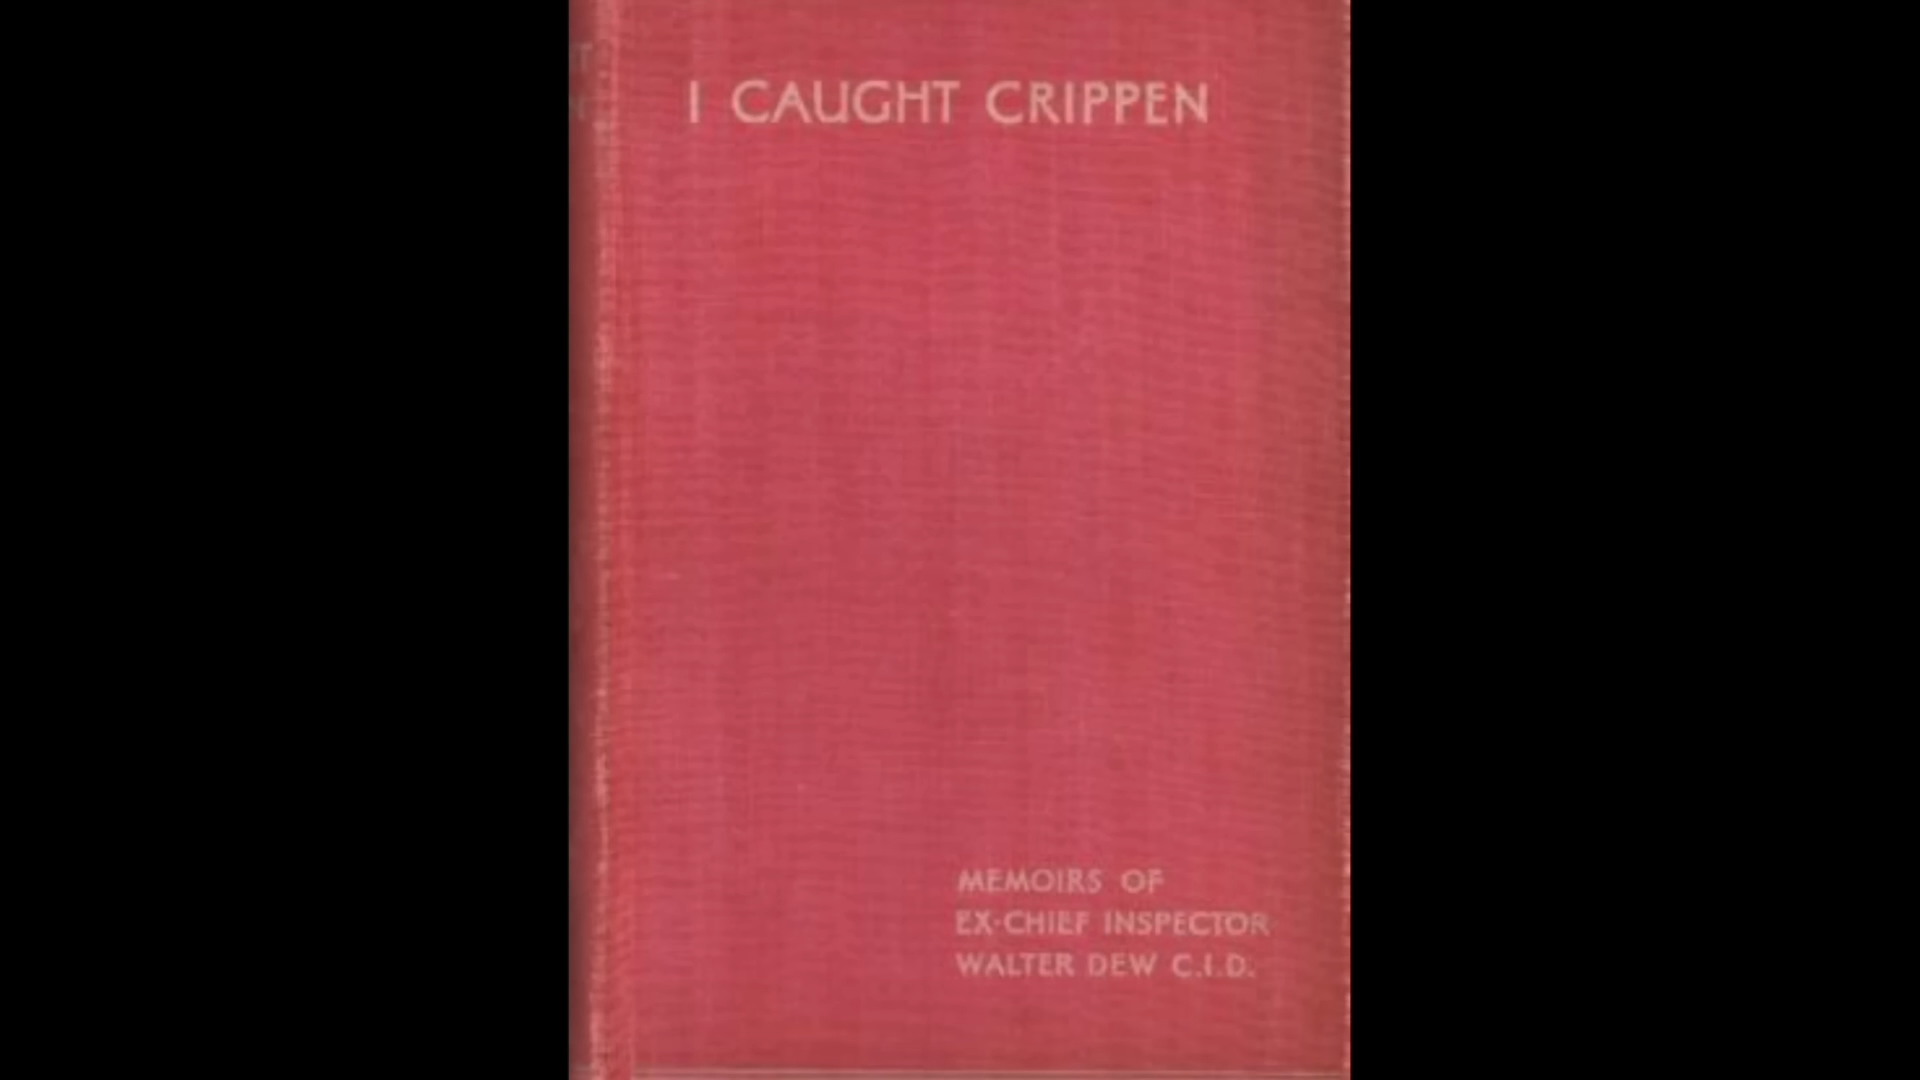 I CAUGHT CRIPPEN
MEMOIRS OF
EX-CHIEF INSPECTOR
WALTER DEW C.I.D.